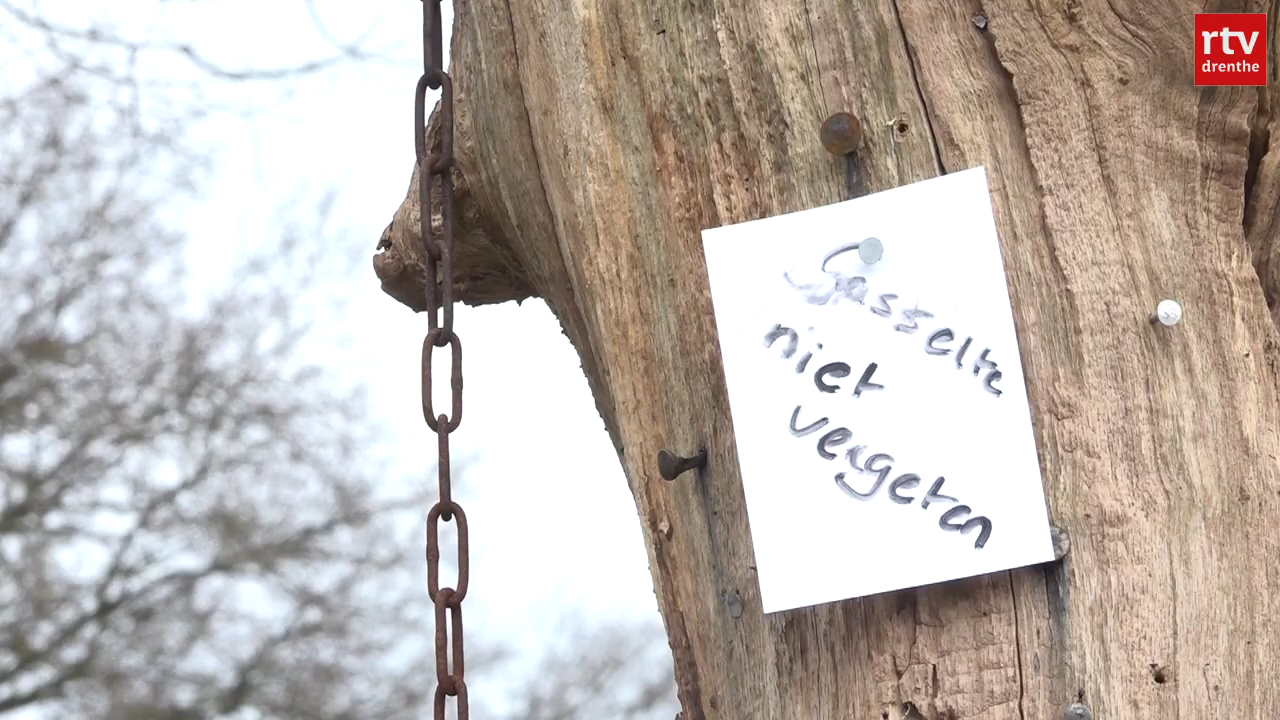 rtv
drenthe
Gasselte
niet
vergeten